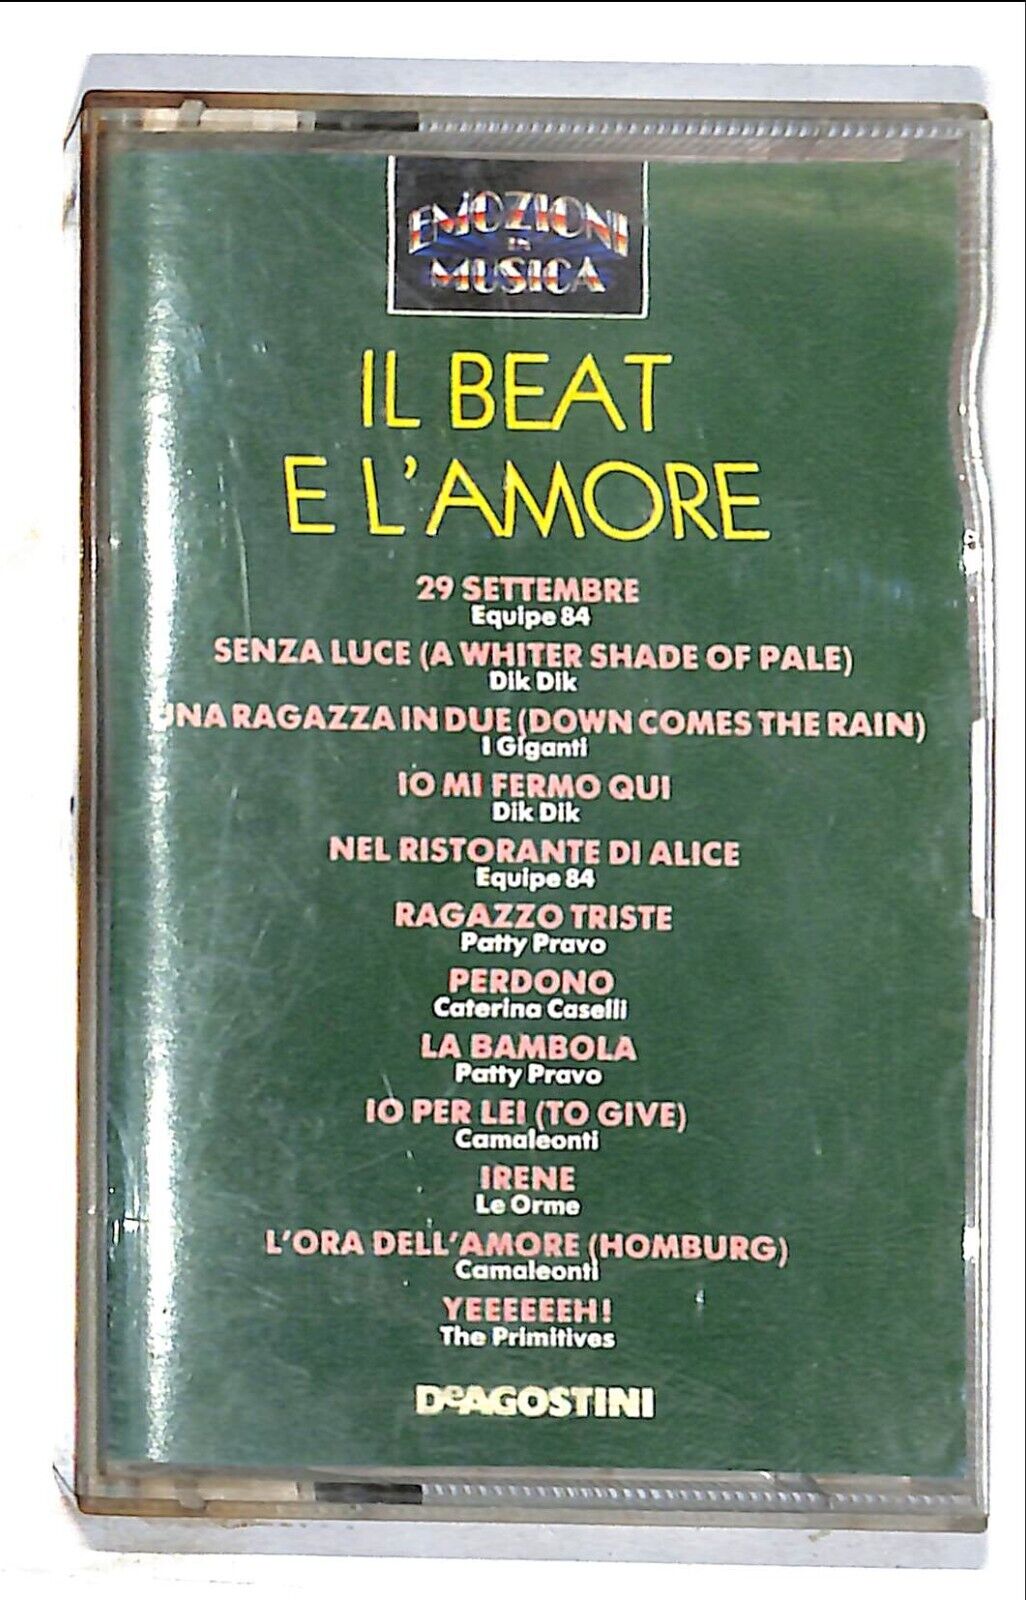 EMOZIONI
IN
MUSICA
IL BEAT
E L'AMORE
29 SETTEMBRE
Equipe 84
SENZA LUCE (A WHITER SHADE OF PALE)
Dik Dik
UNA RAGAZZA IN DUE (DOWN COMES THE RAIN)
I Giganti
IO MI FERMO QUI
Dik Dik
NEL RISTORANTE DI ALICE
Equipe 84
RAGAZZO TRISTE
Patty Pravo
PERDONO
Caterina Caselli
LA BAMBOLA
Patty Pravo
IO PER LEI (TO GIVE)
Camaleonti
IRENE
Le Orme
L'ORA DELL'AMORE (HOMBURG)
Camaleonti
YEEEEEEH!
The Primitives
DeAGOSTINI